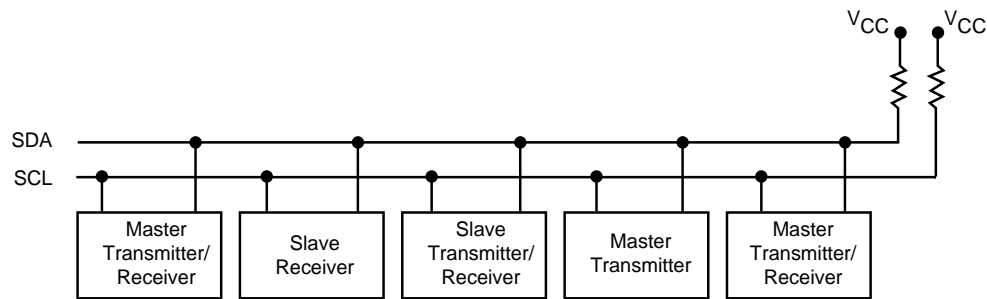 VCC VCC
SDA
SCL
Master
Transmitter/
Receiver
Slave
Receiver
Slave
Transmitter/
Receiver
Master
Transmitter
Master
Transmitter/
Receiver